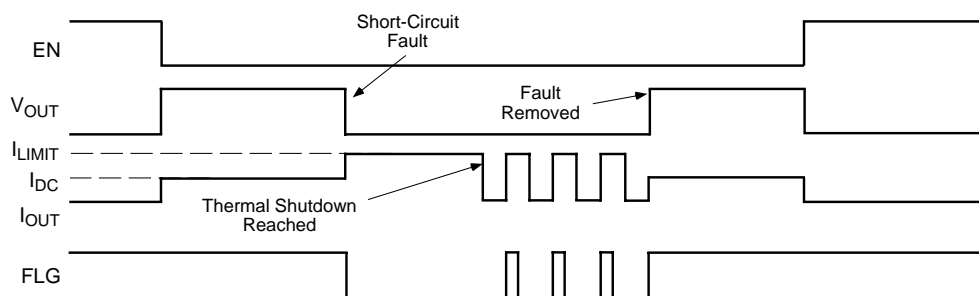 Short-Circuit
Fault
EN
Fault
Removed
VOUT
ILIMIT
IDC
Thermal Shutdown
Reached
IOUT
FLG